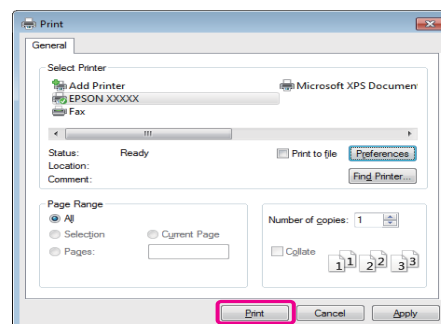 Print
General
Select Printer
Add Printer
Microsoft XPS Documen
EPSON XXXXX
Fax
Status: Ready
Print to file
Preferences
Location:
Comment:
Find Printer...
Page Range
All
Selection
Current Page
Pages:
Number of copies: 1
Collate
1 1 2 2 3 3
Print
Cancel
Apply